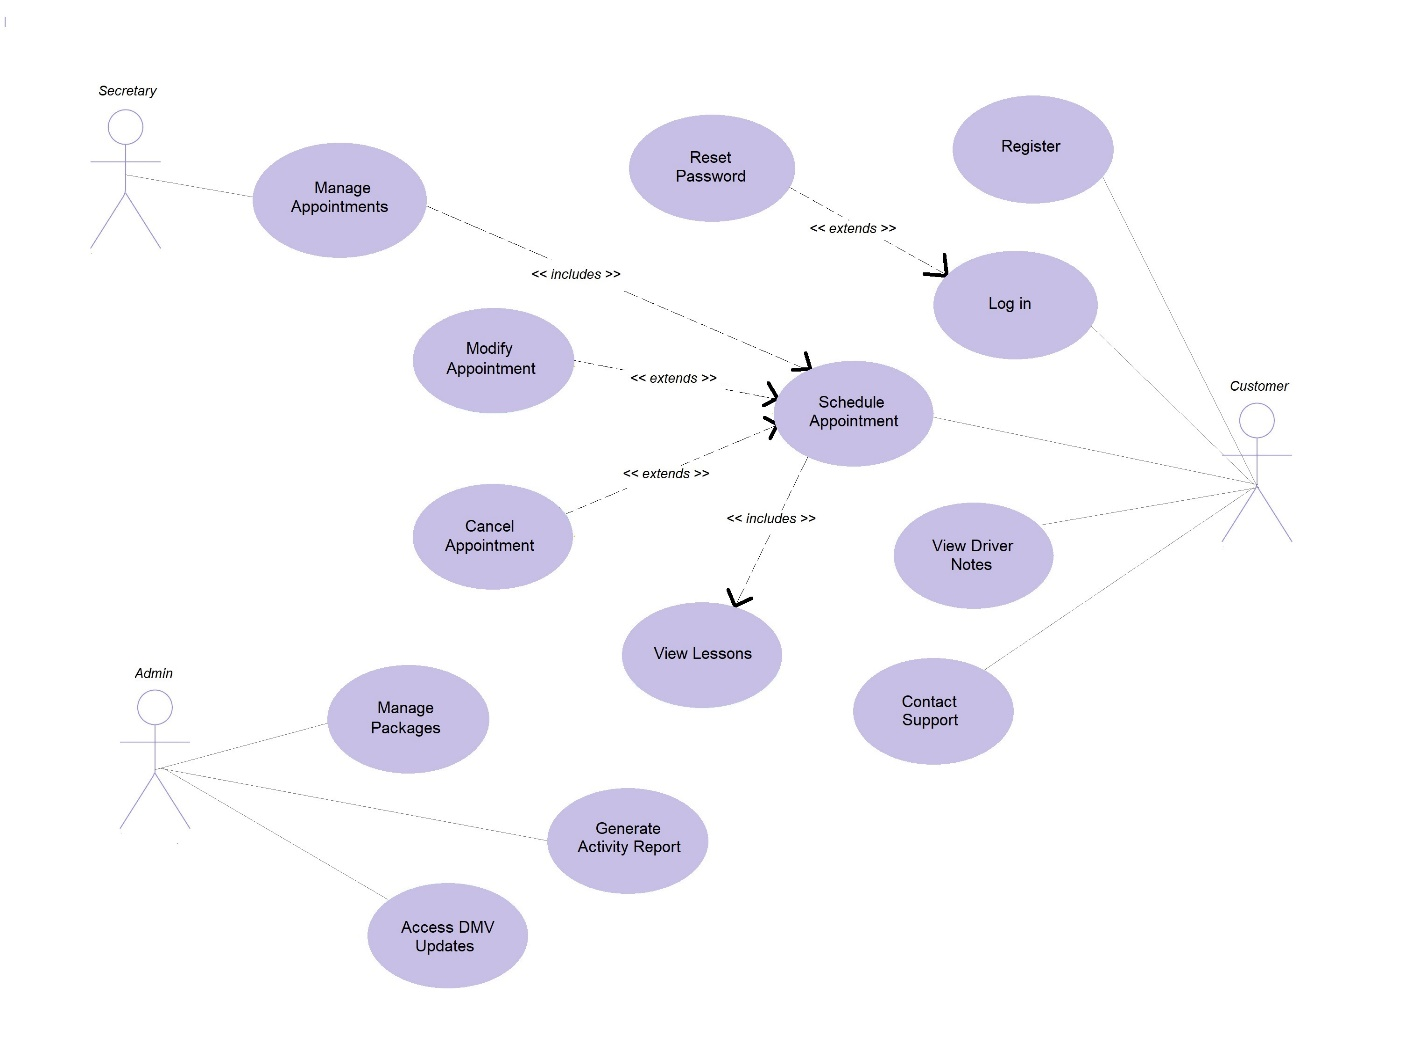 Secretary
Manage
Appointments
Reset
Password
Register
<< extends >>
<< includes >>
Log in
Modify
Appointment
<< extends >>
Schedule
Appointment
Customer
<< extends >>
Cancel
Appointment
<< includes >>
View Driver
Notes
View Lessons
Contact
Support
Admin
Manage
Packages
Generate
Activity Report
Access DMV
Updates